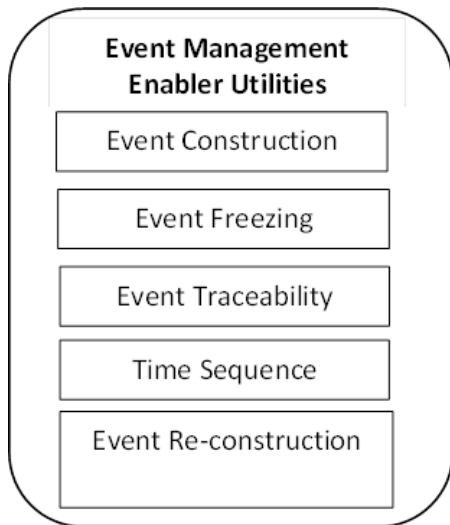 Event Management
Enabler Utilities
Event Construction
Event Freezing
Event Traceability
Time Sequence
Event Re-construction